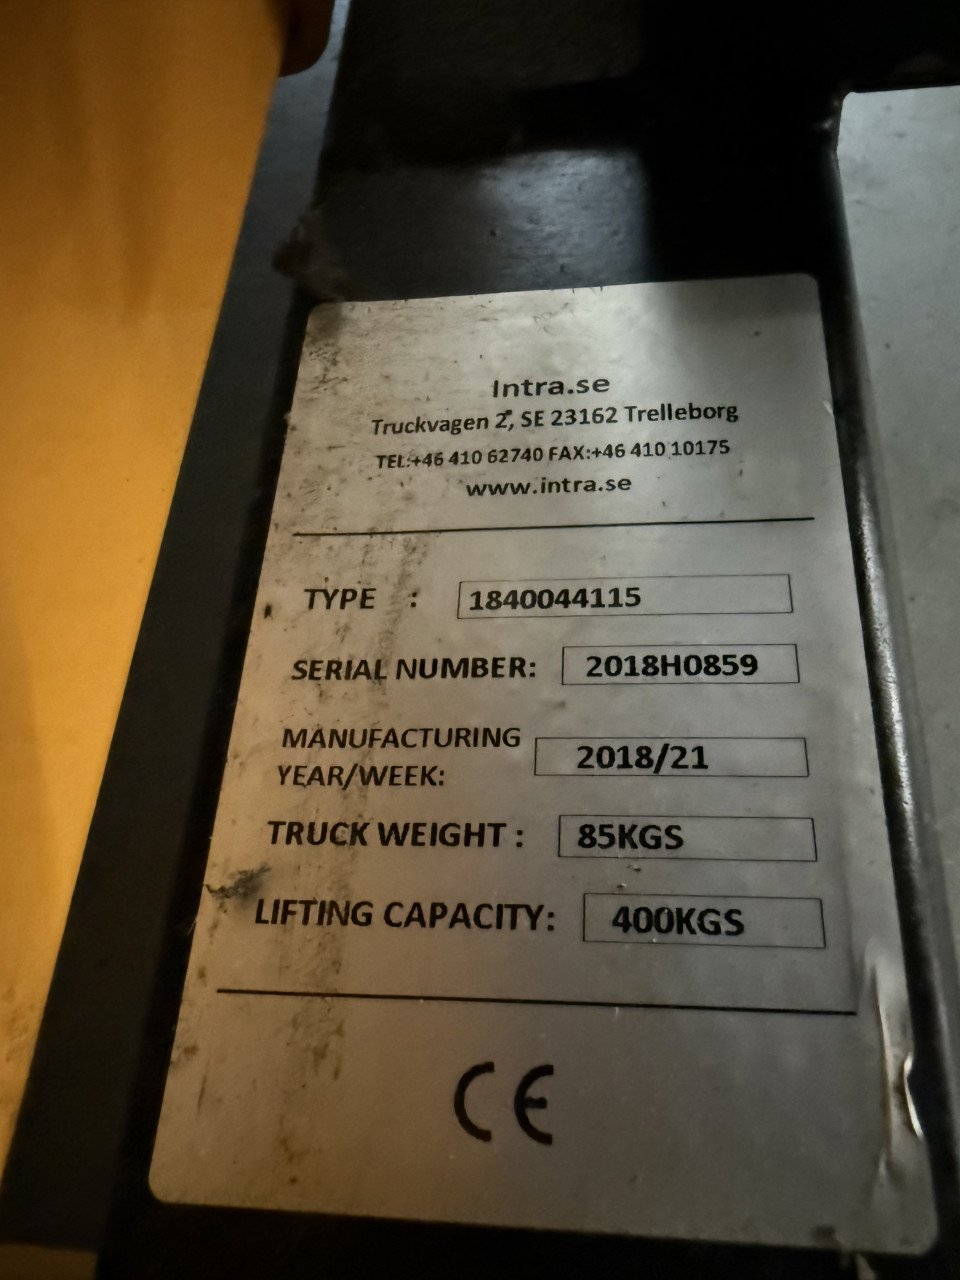 Intra.se
Truckvagen 2, SE 23162 Trelleborg
TEL:+46 410 62740 FAX:+46 410 10175
www.intra.se
TYPE : 1840044115
SERIAL NUMBER: 2018H0859
MANUFACTURING
YEAR/WEEK: 2018/21
TRUCK WEIGHT : 85KGS
LIFTING CAPACITY: 400KGS
CE